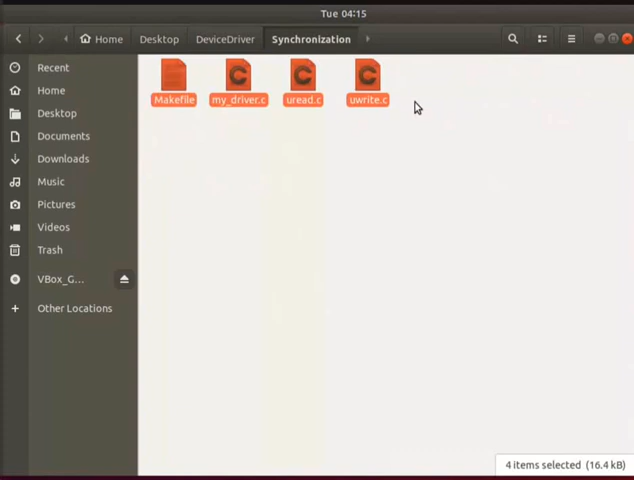 Tue 04:15
Home Desktop DeviceDriver Synchronization
Makefile my_driver.c uread.c uwrite.c
Recent
Home
Desktop
Documents
Downloads
Music
Pictures
Videos
Trash
VBox_G...
Other Locations
4 items selected (16.4 kB)